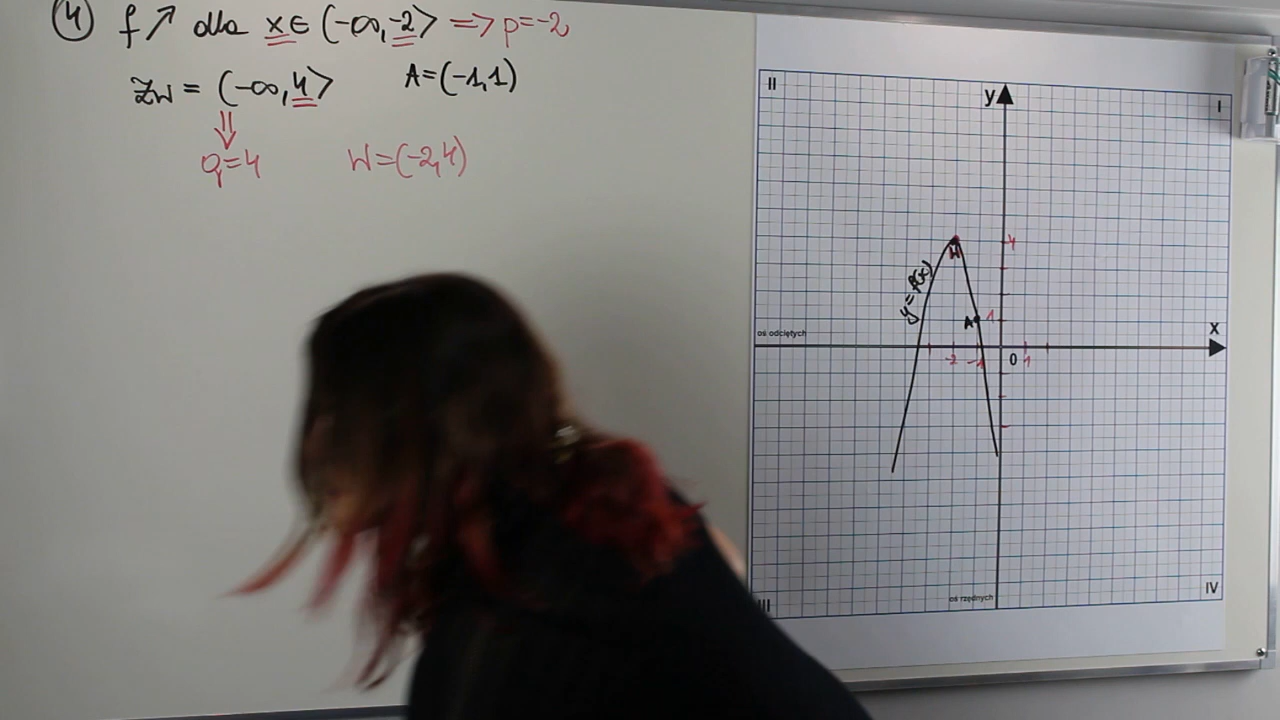 ④ f↗ dla x∈(-∞,-2> => p=-2
Zw = (-∞,4> A=(-1,1)
⇓
q=4 W=(-2,4)
II
y
I
4
W
y=f(x)
A 1
oś odciętych
x
-2 -1 0 1
oś rzędnych
III
IV